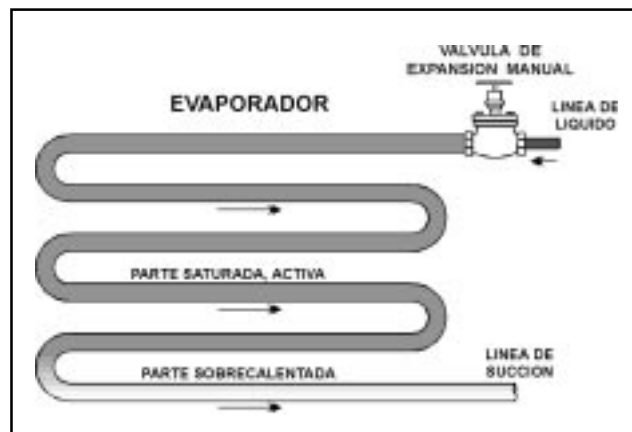 VALVULA DE
EXPANSION MANUAL
EVAPORADOR
LINEA DE
LIQUIDO
PARTE SATURADA, ACTIVA
LINEA DE
SUCCION
PARTE SOBRECALENTADA